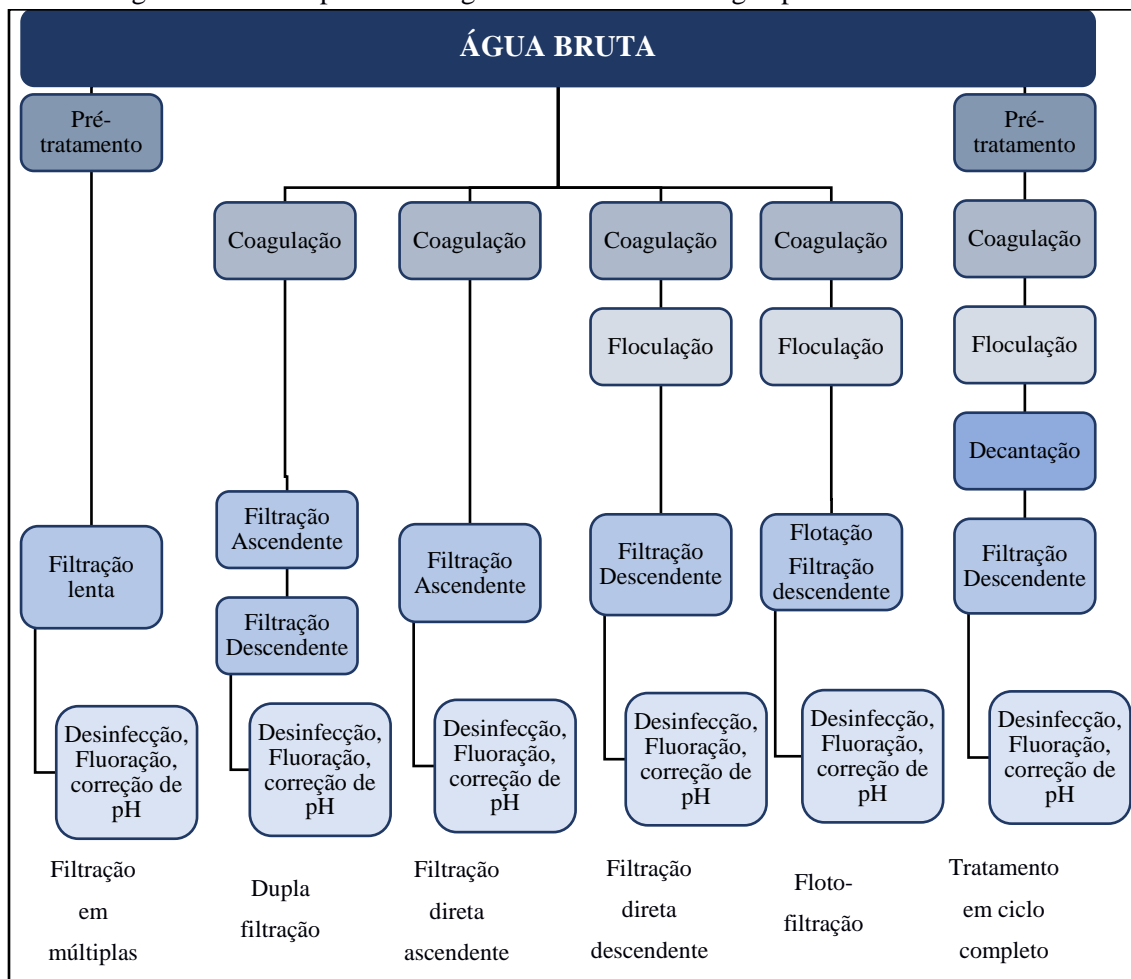 ÁGUA BRUTA
Pré-
tratamento
Filtração
lenta
Desinfecção,
Fluoração,
correção de
pH
Filtração
em
múltiplas
Coagulação
Filtração
Ascendente
Filtração
Descendente
Desinfecção,
Fluoração,
correção de
pH
Dupla
filtração
Coagulação
Filtração
Ascendente
Desinfecção,
Fluoração,
correção de
pH
Filtração
direta
ascendente
Coagulação
Floculação
Filtração
Descendente
Desinfecção,
Fluoração,
correção de
pH
Filtração
direta
descendente
Coagulação
Floculação
Flotação
Filtração
descendente
Desinfecção,
Fluoração,
correção de
pH
Floto-
filtração
Pré-
tratamento
Coagulação
Floculação
Decantação
Filtração
Descendente
Desinfecção,
Fluoração,
correção de
pH
Tratamento
em ciclo
completo